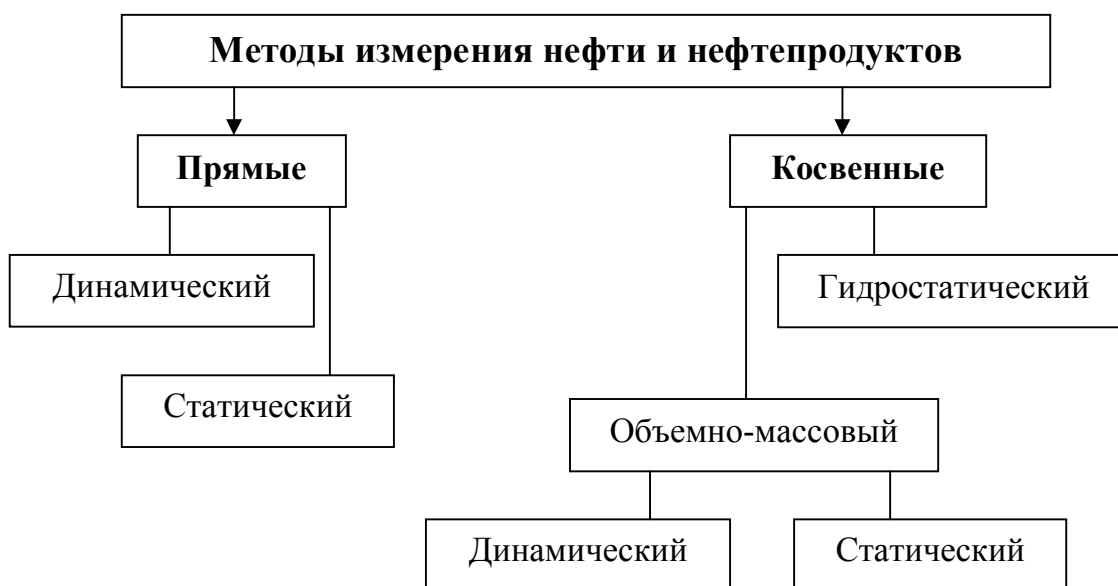 Методы измерения нефти и нефтепродуктов
Прямые
Косвенные
Динамический
Гидростатический
Статический
Объемно-массовый
Динамический
Статический